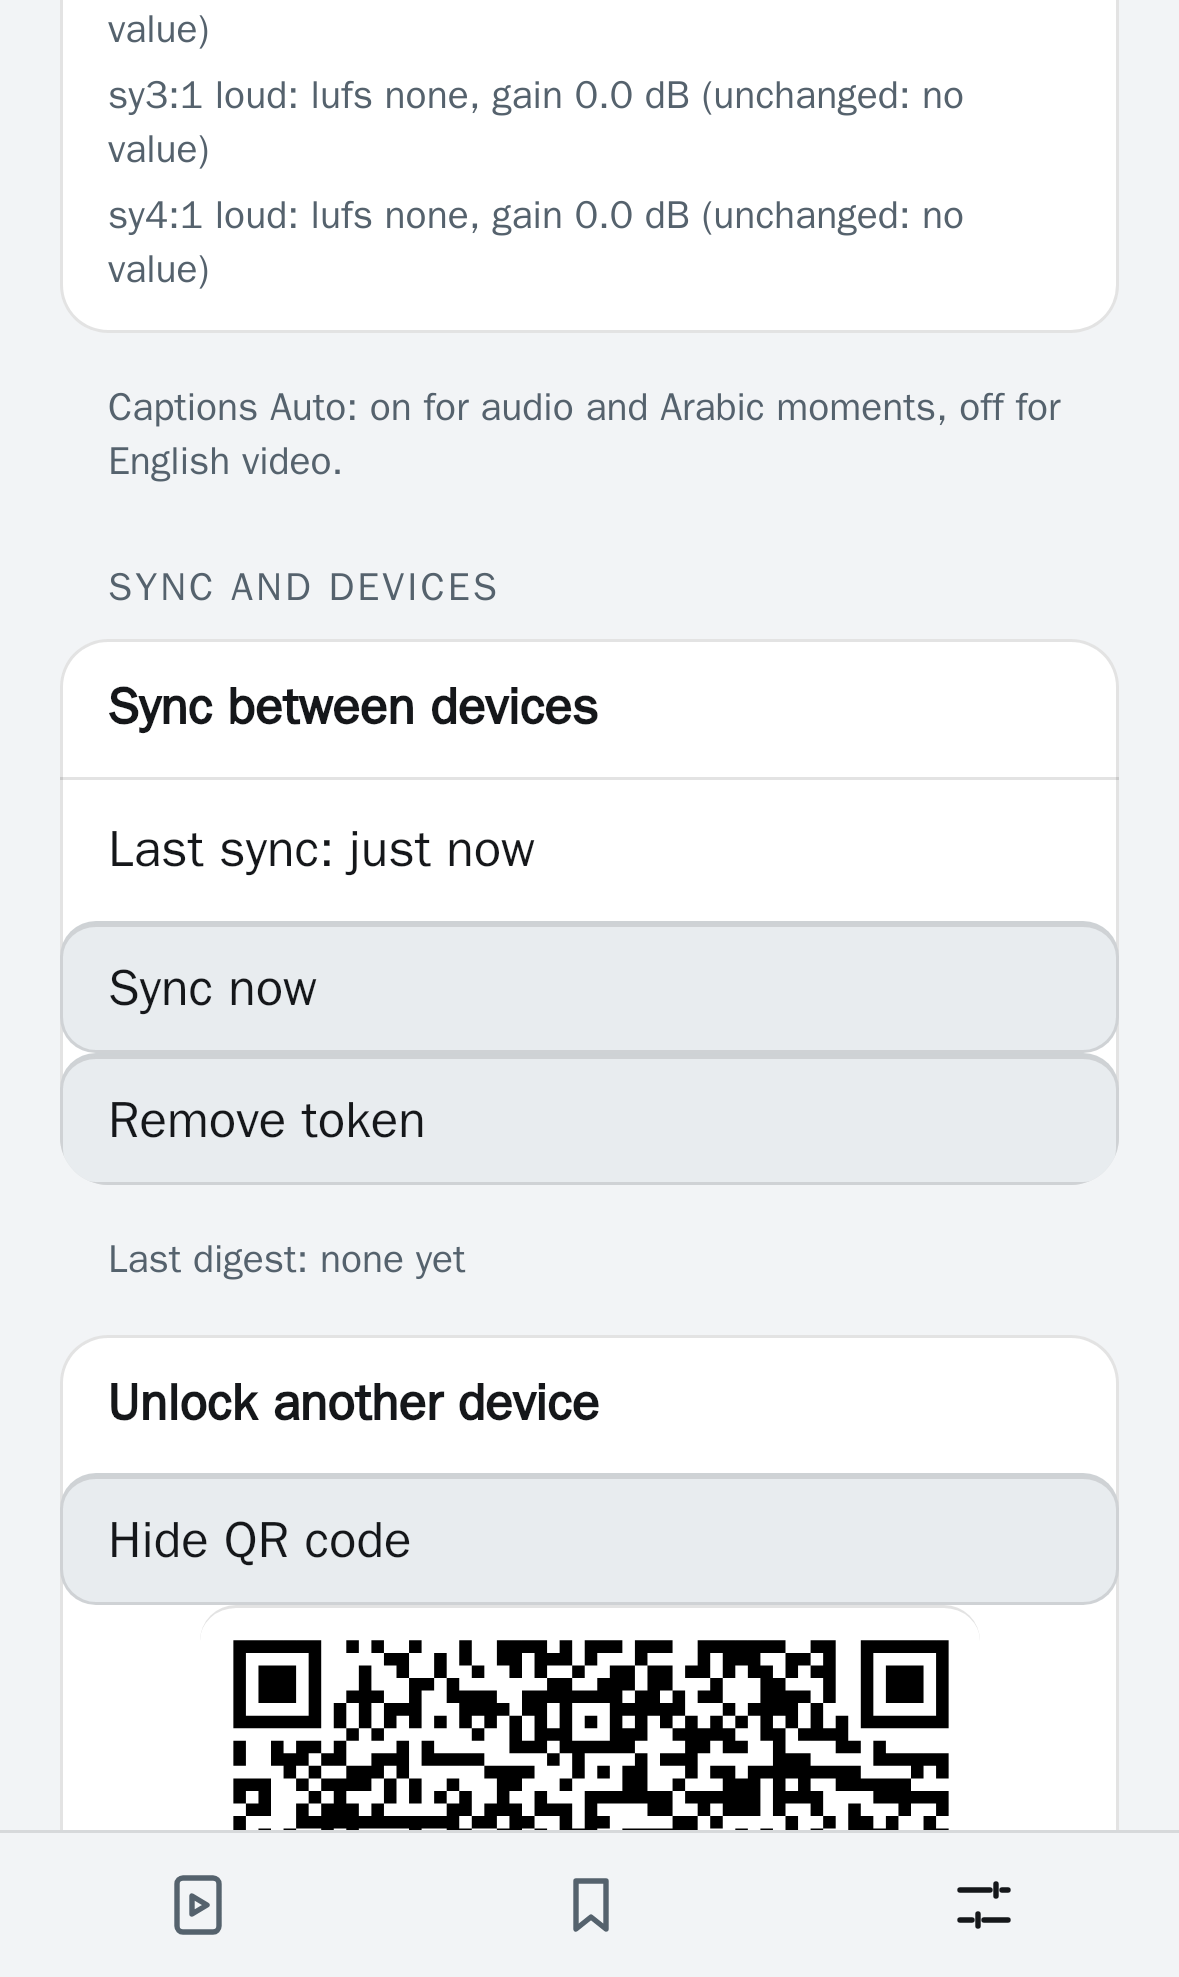 value)
sy3:1 loud: lufs none, gain 0.0 dB (unchanged: no
value)
sy4:1 loud: lufs none, gain 0.0 dB (unchanged: no
value)
Captions Auto: on for audio and Arabic moments, off for
English video.
SYNC AND DEVICES
Sync between devices
Last sync: just now
Sync now
Remove token
Last digest: none yet
Unlock another device
Hide QR code